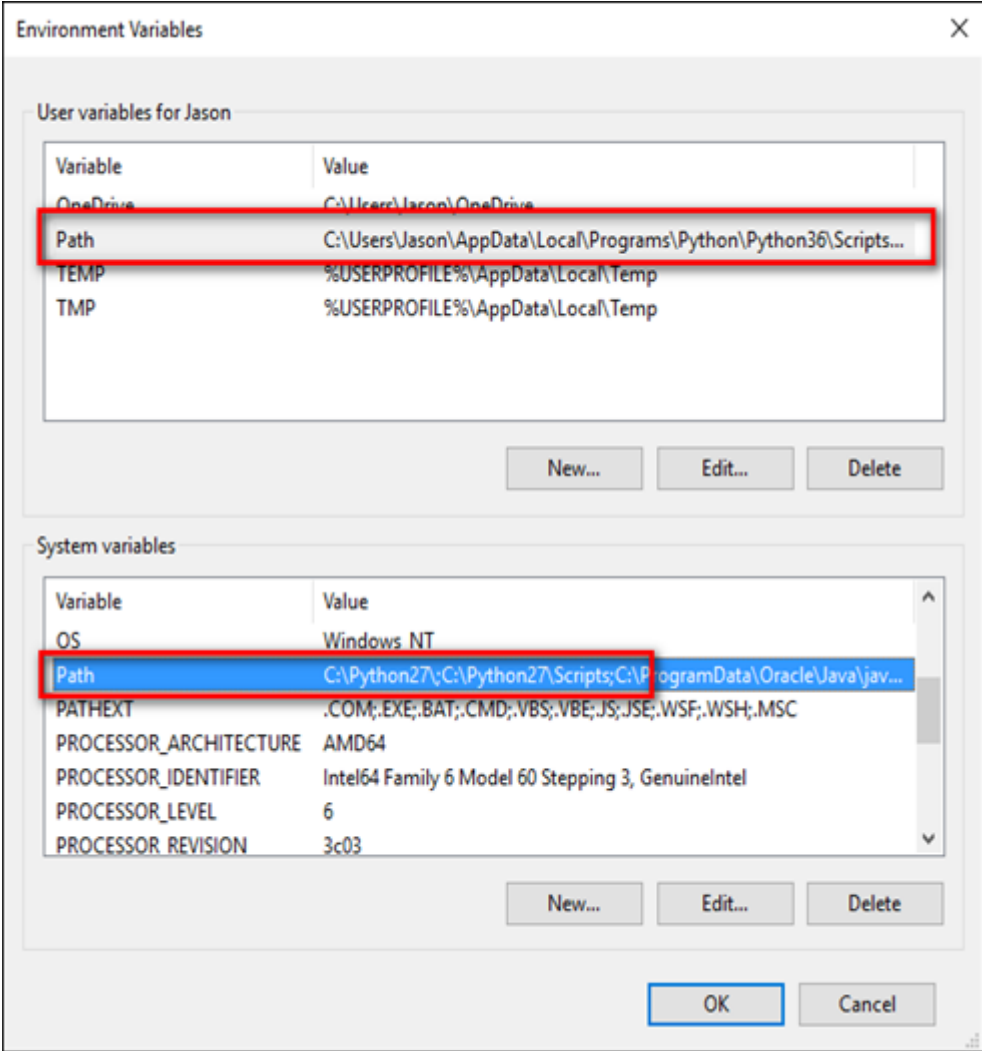 Environment Variables
User variables for Jason
Variable Value
OneDrive C:\Users\Jason\OneDrive
Path C:\Users\Jason\AppData\Local\Programs\Python\Python36\Scripts...
TEMP %USERPROFILE%\AppData\Local\Temp
TMP %USERPROFILE%\AppData\Local\Temp
New... Edit... Delete
System variables
Variable Value
OS Windows_NT
Path C:\Python27\;C:\Python27\Scripts;C:\ProgramData\Oracle\Java\jav...
PATHEXT .COM;.EXE;.BAT;.CMD;.VBS;.VBE;.JS;.JSE;.WSF;.WSH;.MSC
PROCESSOR_ARCHITECTURE AMD64
PROCESSOR_IDENTIFIER Intel64 Family 6 Model 60 Stepping 3, GenuineIntel
PROCESSOR_LEVEL 6
PROCESSOR_REVISION 3c03
New... Edit... Delete
OK Cancel